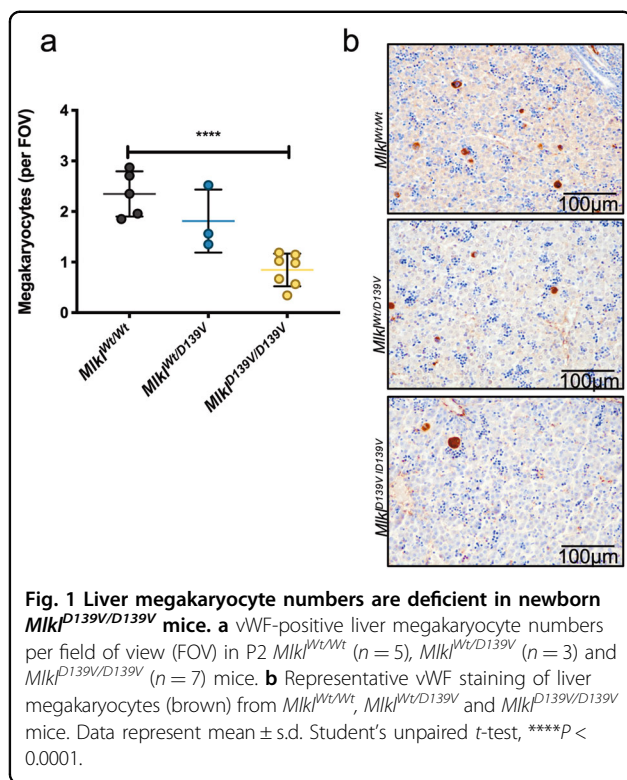 a
b
****
4
3
2
1
0
Megakaryocytes (per FOV)
Mlkl^Wt/Wt
Mlkl^Wt/D139V
Mlkl^D139V/D139V
Mlkl^Wt/Wt
100µm
Mlkl^Wt/D139V
100µm
Mlkl^D139V /D139V
100µm
Fig. 1 Liver megakaryocyte numbers are deficient in newborn
Mlkl^D139V/D139V mice. a vWF-positive liver megakaryocyte numbers
per field of view (FOV) in P2 Mlkl^Wt/Wt (n = 5), Mlkl^Wt/D139V (n = 3) and
Mlkl^D139V/D139V (n = 7) mice. b Representative vWF staining of liver
megakaryocytes (brown) from Mlkl^Wt/Wt, Mlkl^Wt/D139V and Mlkl^D139V/D139V
mice. Data represent mean ± s.d. Student's unpaired t-test, ****P <
0.0001.